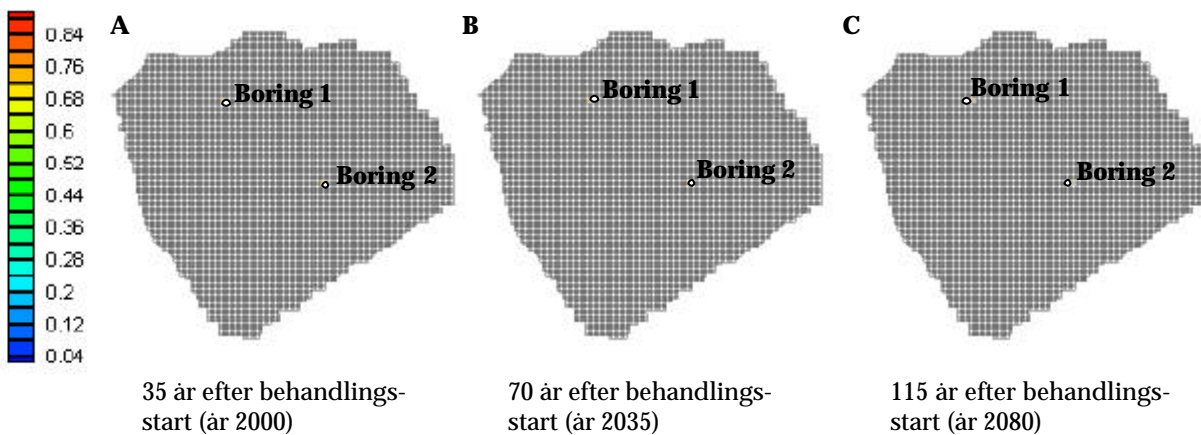 A
B
C
0.84
0.76
0.68
0.6
0.52
0.44
0.36
0.28
0.2
0.12
0.04
Boring 1
Boring 2
Boring 1
Boring 2
Boring 1
Boring 2
35 år efter behandlings-
start (år 2000)
70 år efter behandlings-
start (år 2035)
115 år efter behandlings-
start (år 2080)